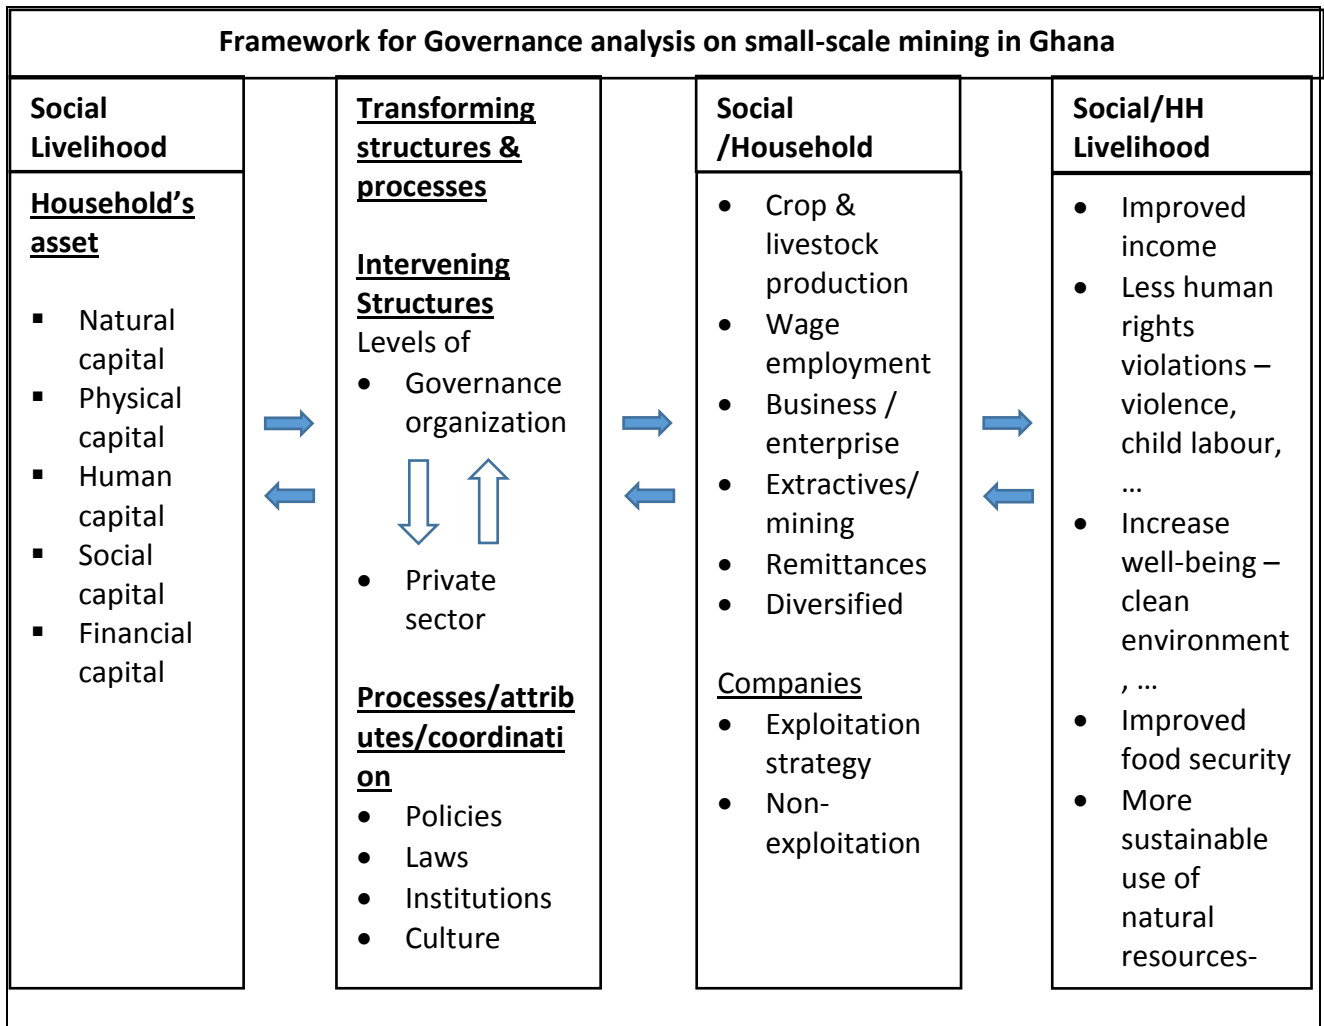 Framework for Governance analysis on small-scale mining in Ghana
Social
Livelihood
Household’s
asset
▪ Natural
capital
▪ Physical
capital
▪ Human
capital
▪ Social
capital
▪ Financial
capital
Transforming
structures &
processes
Intervening
Structures
Levels of
• Governance
organization
• Private
sector
Processes/attrib
utes/coordinati
on
• Policies
• Laws
• Institutions
• Culture
Social
/Household
• Crop &
livestock
production
• Wage
employment
• Business /
enterprise
• Extractives/
mining
• Remittances
• Diversified
Companies
• Exploitation
strategy
• Non-
exploitation
Social/HH
Livelihood
• Improved
income
• Less human
rights
violations –
violence,
child labour,
…
• Increase
well-being –
clean
environment
, …
• Improved
food security
• More
sustainable
use of
natural
resources-